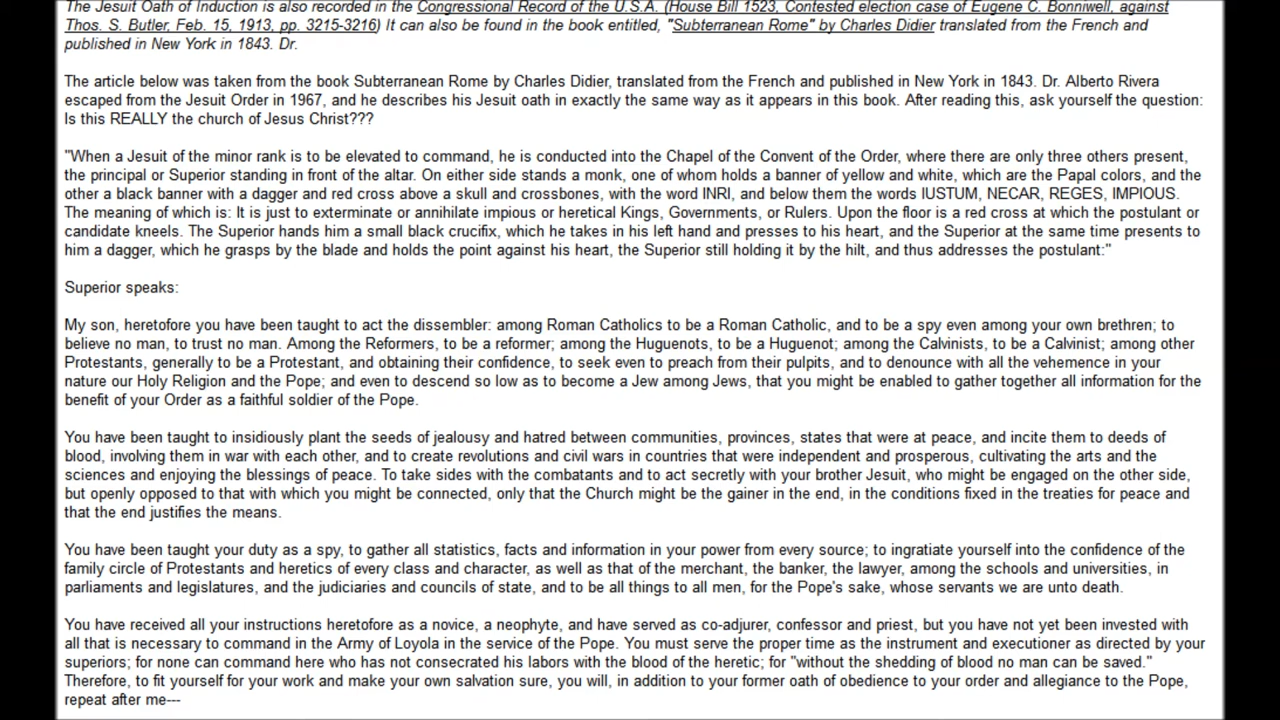 The Jesuit Oath of Induction is also recorded in the Congressional Record of the U.S.A. (House Bill 1523, Contested election case of Eugene C. Bonniwell, against
Thos. S. Butler, Feb. 15, 1913, pp. 3215-3216) It can also be found in the book entitled, "Subterranean Rome" by Charles Didier translated from the French and
published in New York in 1843. Dr.
The article below was taken from the book Subterranean Rome by Charles Didier, translated from the French and published in New York in 1843. Dr. Alberto Rivera
escaped from the Jesuit Order in 1967, and he describes his Jesuit oath in exactly the same way as it appears in this book. After reading this, ask yourself the question:
Is this REALLY the church of Jesus Christ???
"When a Jesuit of the minor rank is to be elevated to command, he is conducted into the Chapel of the Convent of the Order, where there are only three others present,
the principal or Superior standing in front of the altar. On either side stands a monk, one of whom holds a banner of yellow and white, which are the Papal colors, and the
other a black banner with a dagger and red cross above a skull and crossbones, with the word INRI, and below them the words IUSTUM, NECAR, REGES, IMPIOUS.
The meaning of which is: It is just to exterminate or annihilate impious or heretical Kings, Governments, or Rulers. Upon the floor is a red cross at which the postulant or
candidate kneels. The Superior hands him a small black crucifix, which he takes in his left hand and presses to his heart, and the Superior at the same time presents to
him a dagger, which he grasps by the blade and holds the point against his heart, the Superior still holding it by the hilt, and thus addresses the postulant:"
Superior speaks:
My son, heretofore you have been taught to act the dissembler: among Roman Catholics to be a Roman Catholic, and to be a spy even among your own brethren; to
believe no man, to trust no man. Among the Reformers, to be a reformer; among the Huguenots, to be a Huguenot; among the Calvinists, to be a Calvinist; among other
Protestants, generally to be a Protestant, and obtaining their confidence, to seek even to preach from their pulpits, and to denounce with all the vehemence in your
nature our Holy Religion and the Pope; and even to descend so low as to become a Jew among Jews, that you might be enabled to gather together all information for the
benefit of your Order as a faithful soldier of the Pope.
You have been taught to insidiously plant the seeds of jealousy and hatred between communities, provinces, states that were at peace, and incite them to deeds of
blood, involving them in war with each other, and to create revolutions and civil wars in countries that were independent and prosperous, cultivating the arts and the
sciences and enjoying the blessings of peace. To take sides with the combatants and to act secretly with your brother Jesuit, who might be engaged on the other side,
but openly opposed to that with which you might be connected, only that the Church might be the gainer in the end, in the conditions fixed in the treaties for peace and
that the end justifies the means.
You have been taught your duty as a spy, to gather all statistics, facts and information in your power from every source; to ingratiate yourself into the confidence of the
family circle of Protestants and heretics of every class and character, as well as that of the merchant, the banker, the lawyer, among the schools and universities, in
parliaments and legislatures, and the judiciaries and councils of state, and to be all things to all men, for the Pope's sake, whose servants we are unto death.
You have received all your instructions heretofore as a novice, a neophyte, and have served as co-adjurer, confessor and priest, but you have not yet been invested with
all that is necessary to command in the Army of Loyola in the service of the Pope. You must serve the proper time as the instrument and executioner as directed by your
superiors; for none can command here who has not consecrated his labors with the blood of the heretic; for "without the shedding of blood no man can be saved."
Therefore, to fit yourself for your work and make your own salvation sure, you will, in addition to your former oath of obedience to your order and allegiance to the Pope,
repeat after me---